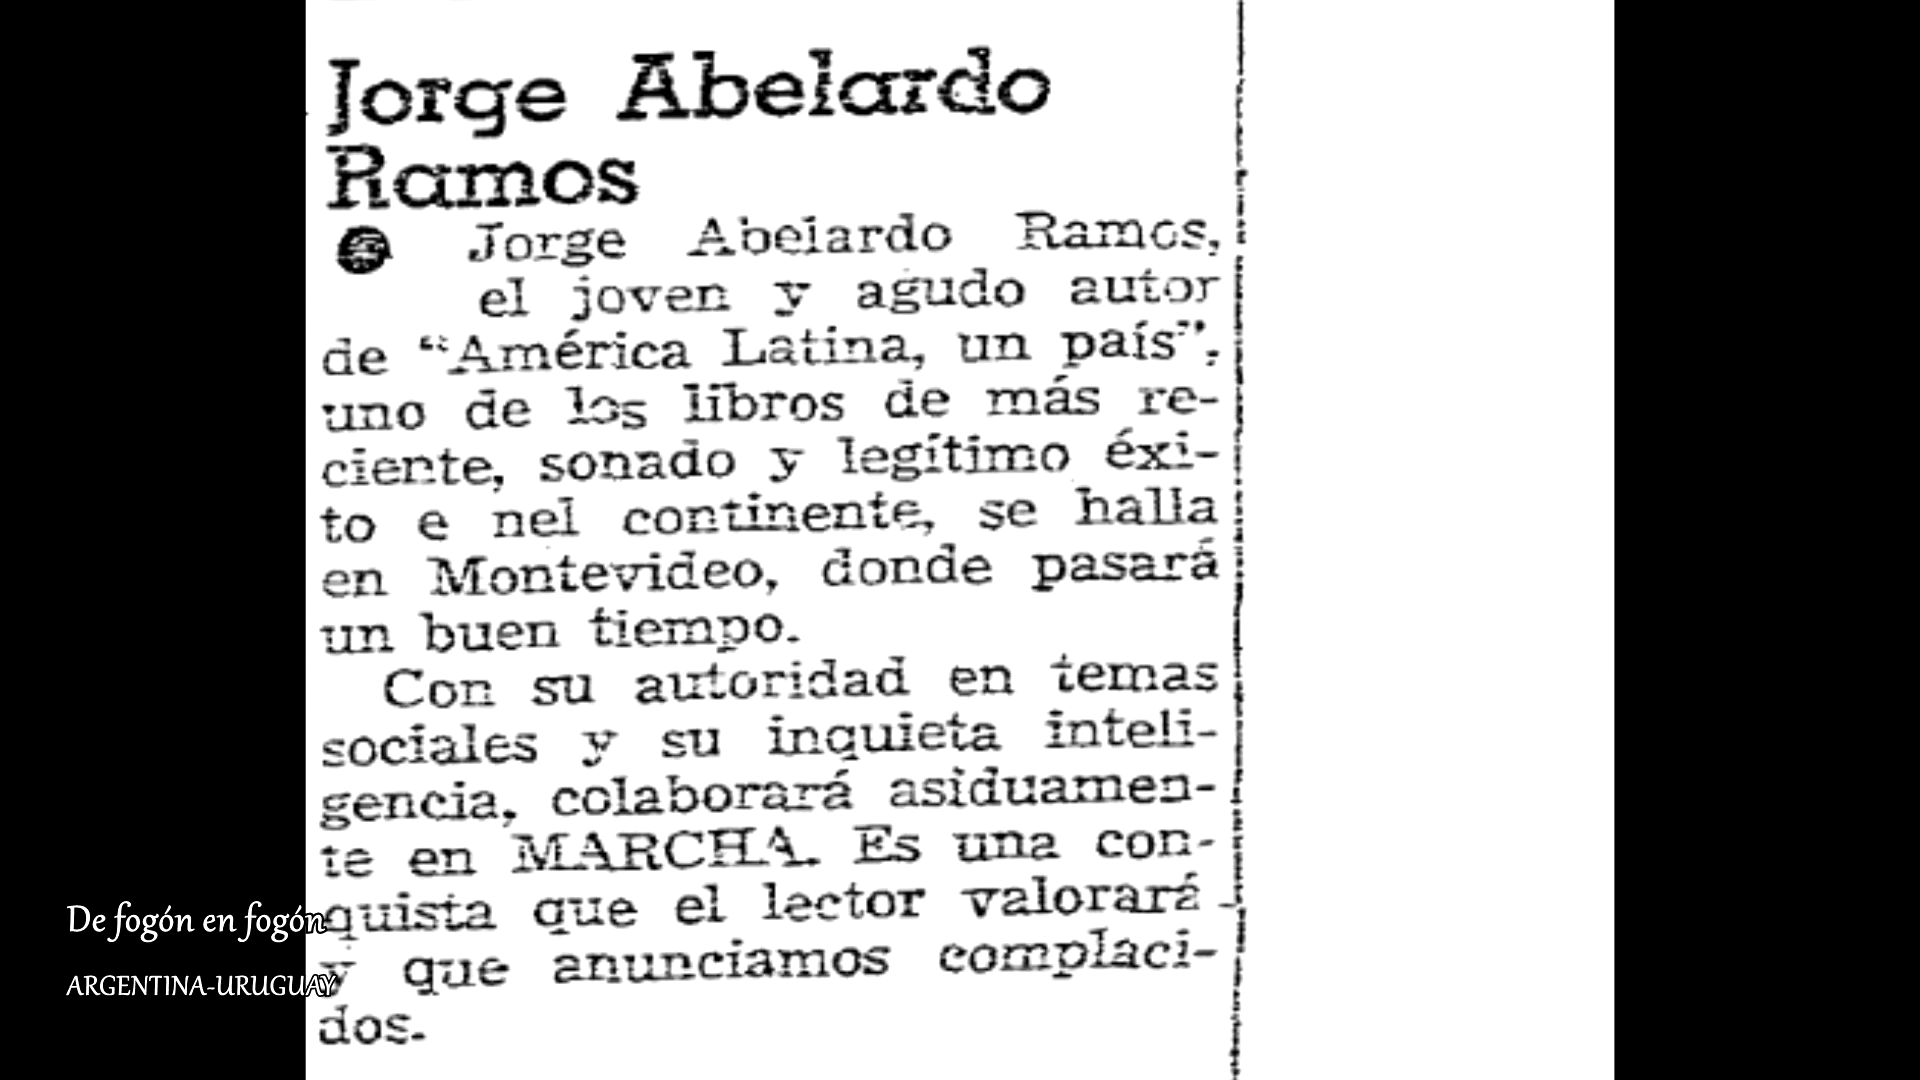 Jorge Abelardo
Ramos
Jorge Abelardo Ramos,
el joven y agudo autor
de "América Latina, un país",
uno de los libros de más re-
ciente, sonado y legítimo éxi-
to e nel continente, se halla
en Montevideo, donde pasará
un buen tiempo.
Con su autoridad en temas
sociales y su inquieta inteli-
gencia, colaborará asiduamen-
te en MARCHA. Es una con-
quista que el lector valorará
y que anunciamos complaci-
dos.
De fogón en fogón
ARGENTINA-URUGUAY